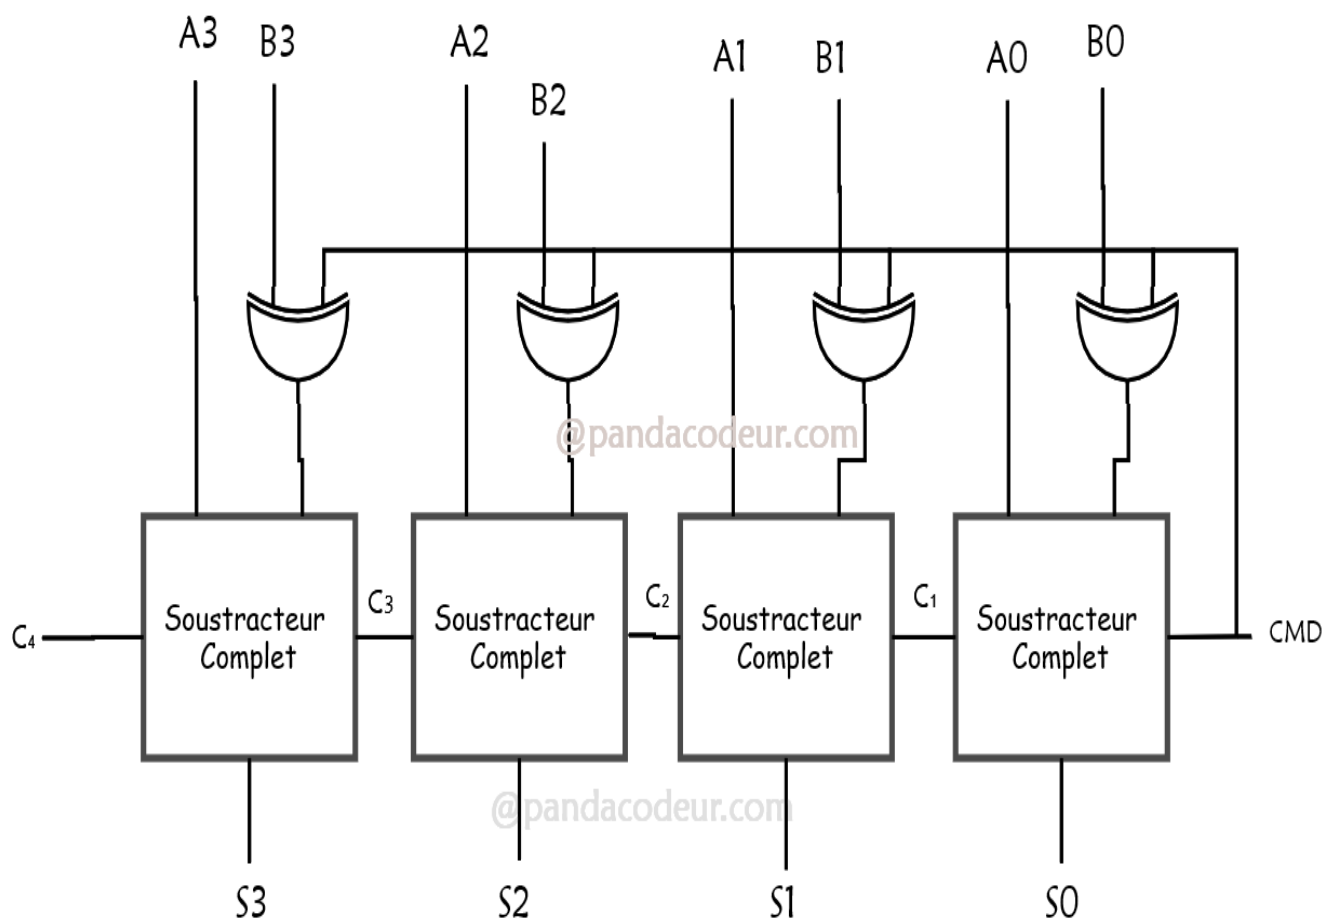 A3 B3 A2 B2 A1 B1 A0 B0
@pandacodeur.com
Soustracteur
Complet
Soustracteur
Complet
Soustracteur
Complet
Soustracteur
Complet
C₄
C₃
C₂
C₁
CMD
@pandacodeur.com
S3 S2 S1 S0